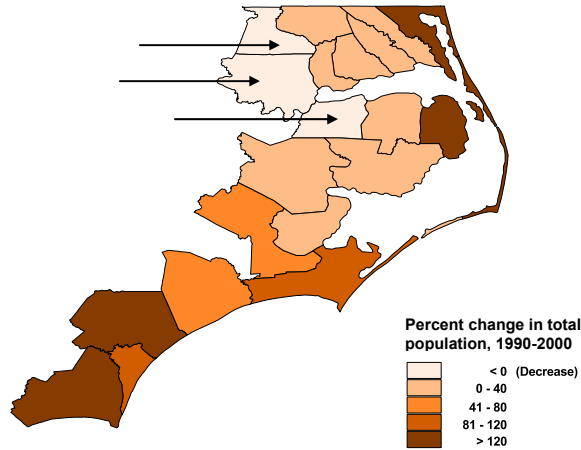 Percent change in total
population, 1990-2000
< 0 (Decrease)
0 - 40
41 - 80
81 - 120
> 120